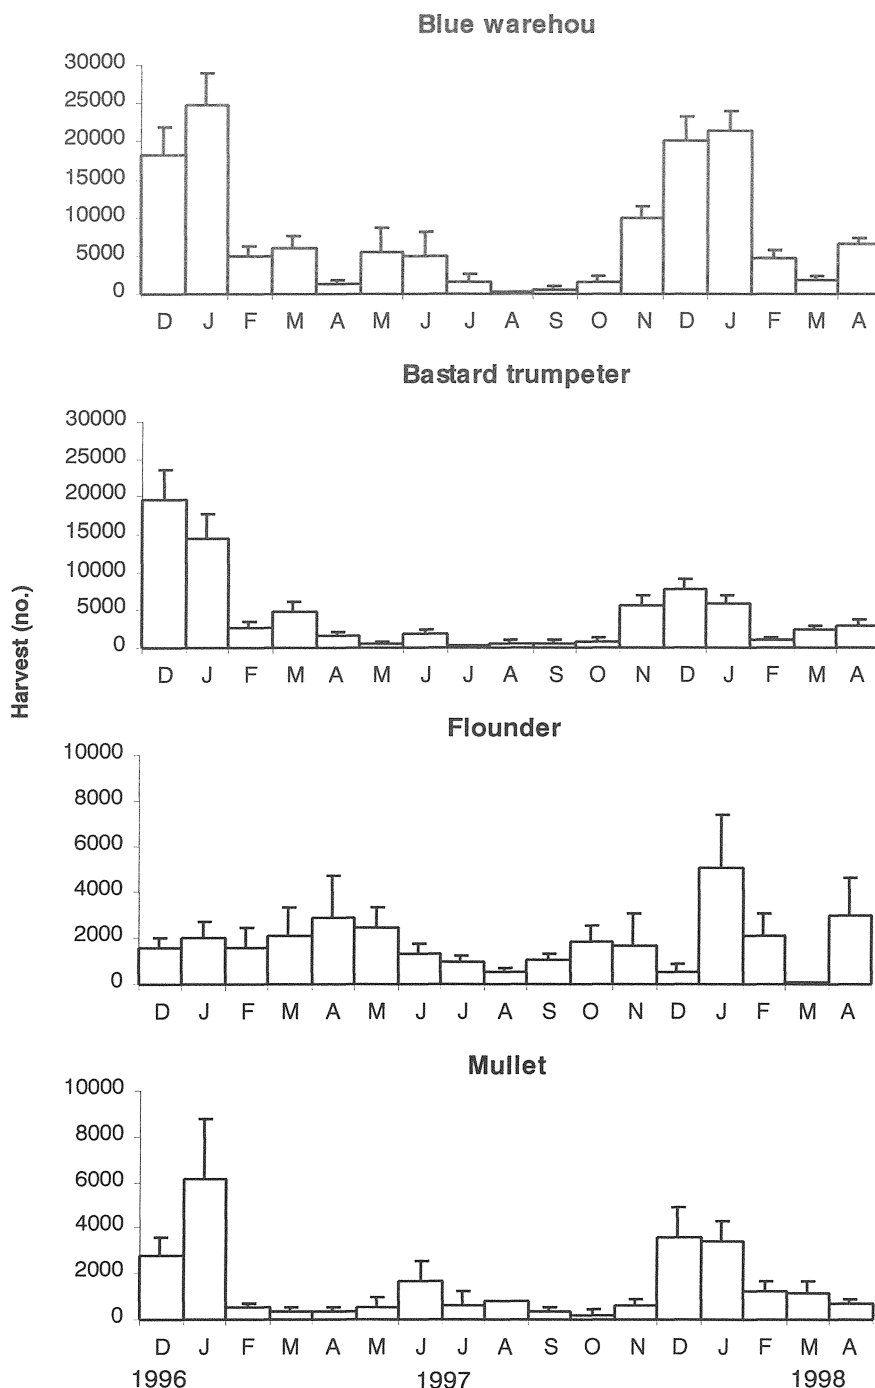 Blue warehou
30000
25000
20000
15000
10000
5000
0
D J F M A M J J A S O N D J F M A
Bastard trumpeter
30000
25000
20000
15000
10000
5000
0
D J F M A M J J A S O N D J F M A
Harvest (no.)
Flounder
10000
8000
6000
4000
2000
0
D J F M A M J J A S O N D J F M A
Mullet
10000
8000
6000
4000
2000
0
D J F M A M J J A S O N D J F M A
1996 1997 1998